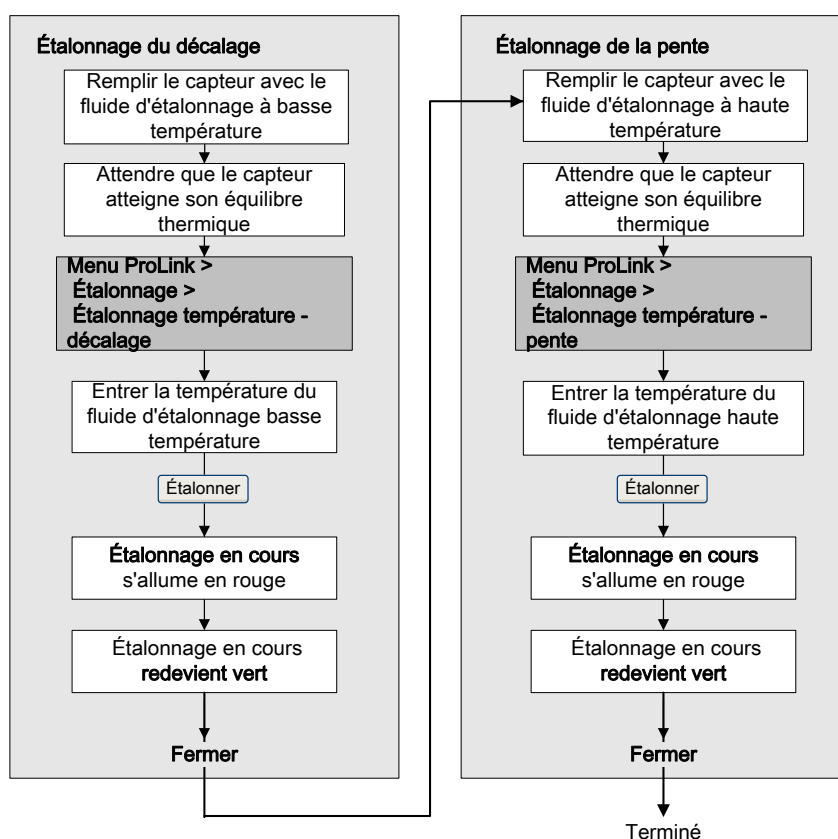 Étalonnage du décalage
Remplir le capteur avec le
fluide d'étalonnage à basse
température
Attendre que le capteur
atteigne son équilibre
thermique
Menu ProLink >
Étalonnage >
Étalonnage température -
décalage
Entrer la température du
fluide d'étalonnage basse
température
Étalonner
Étalonnage en cours
s'allume en rouge
Étalonnage en cours
redevient vert
Fermer
Étalonnage de la pente
Remplir le capteur avec le
fluide d'étalonnage à haute
température
Attendre que le capteur
atteigne son équilibre
thermique
Menu ProLink >
Étalonnage >
Étalonnage température -
pente
Entrer la température du
fluide d'étalonnage haute
température
Étalonner
Étalonnage en cours
s'allume en rouge
Étalonnage en cours
redevient vert
Fermer
Terminé